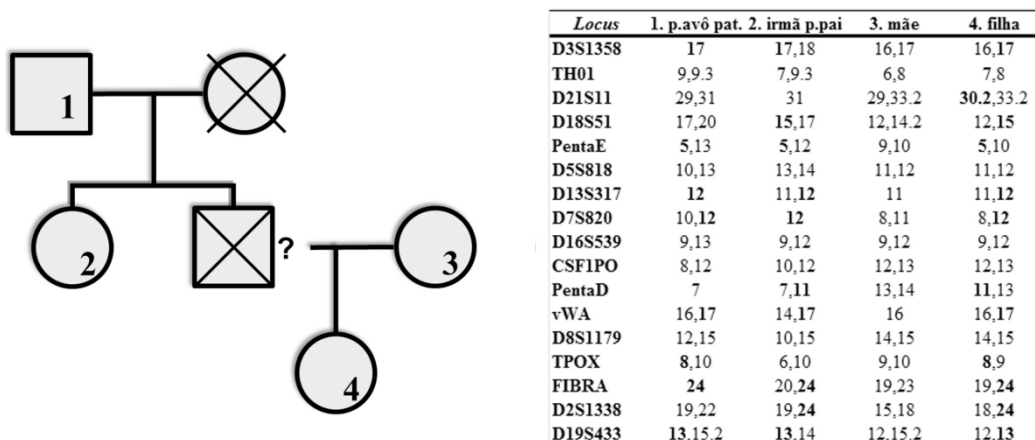 1
2
?
3
4
Locus 1. p.avô pat. 2. irmã p.pai 3. mãe 4. filha
D3S1358 17 17,18 16,17 16,17
TH01 9,9.3 7,9.3 6,8 7,8
D21S11 29,31 31 29,33.2 30.2,33.2
D18S51 17,20 15,17 12,14.2 12,15
PentaE 5,13 5,12 9,10 5,10
D5S818 10,13 13,14 11,12 11,12
D13S317 12 11,12 11 11,12
D7S820 10,12 12 8,11 8,12
D16S539 9,13 9,12 9,12 9,12
CSF1PO 8,12 10,12 12,13 12,13
PentaD 7 7,11 13,14 11,13
vWA 16,17 14,17 16 16,17
D8S1179 12,15 10,15 14,15 14,15
TPOX 8,10 6,10 9,10 8,9
FIBRA 24 20,24 19,23 19,24
D2S1338 19,22 19,24 15,18 18,24
D19S433 13,15.2 13,14 12,15.2 12,13